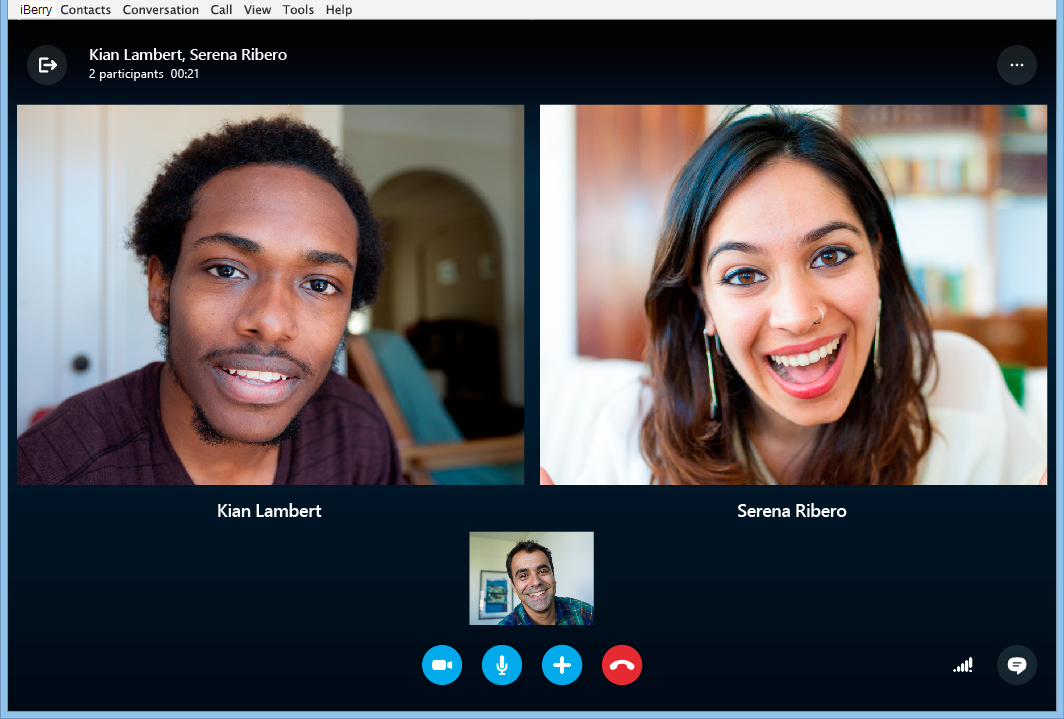 iBerry Contacts Conversation Call View Tools Help
Kian Lambert, Serena Ribero
2 participants 00:21
Kian Lambert
Serena Ribero